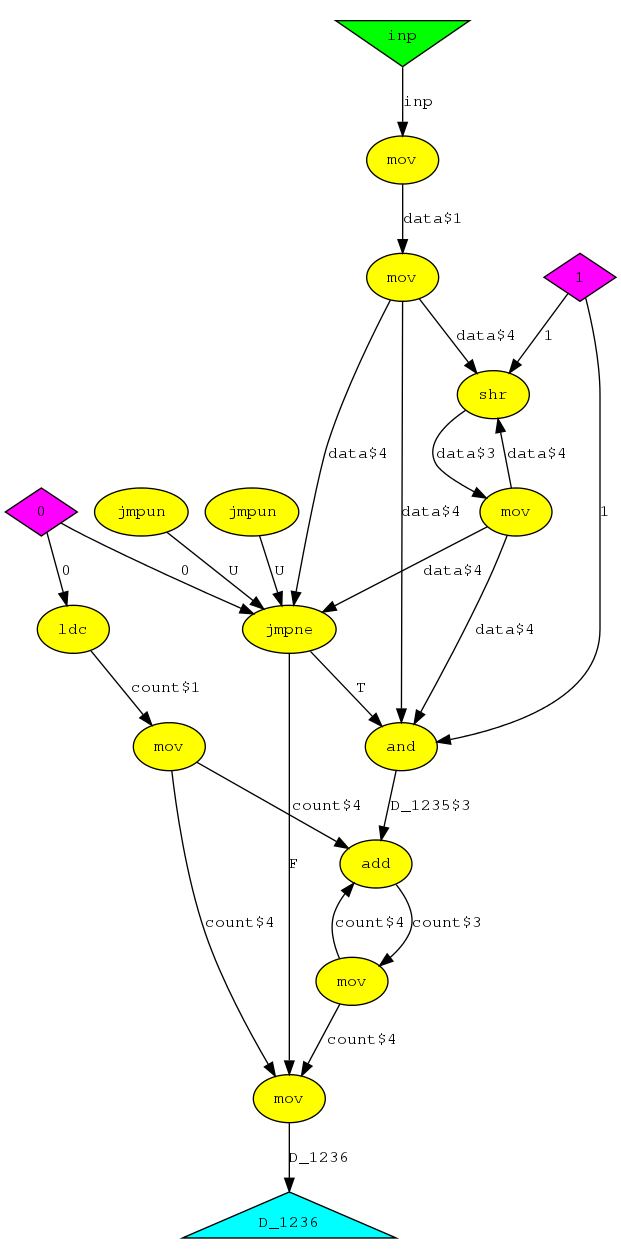 inp
inp
mov
data$1
mov
1
data$4
1
shr
data$4
data$3
data$4
0
jmpun
jmpun
data$4
mov
1
0
0
U
U
data$4
ldc
jmpne
data$4
count$1
T
mov
and
count$4
D_1235$3
F
add
count$4
count$4
count$3
mov
count$4
mov
D_1236
D_1236